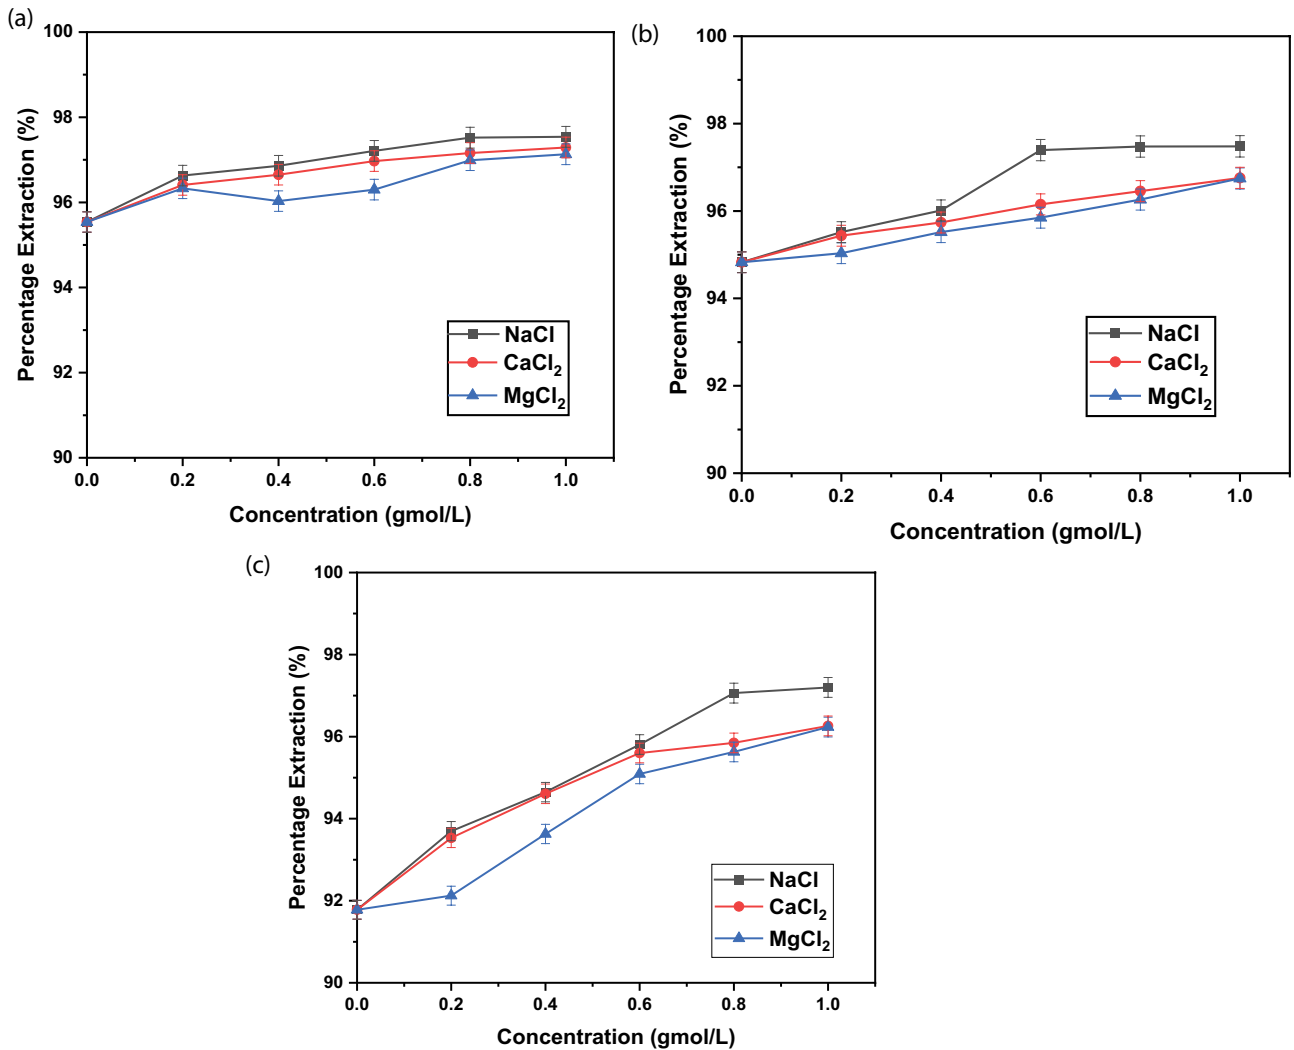 (a)
100
98
96
94
92
90
Percentage Extraction (%)
NaCl
CaCl₂
MgCl₂
0.0 0.2 0.4 0.6 0.8 1.0
Concentration (gmol/L)
(b)
100
98
96
94
92
90
Percentage Extraction (%)
NaCl
CaCl₂
MgCl₂
0.0 0.2 0.4 0.6 0.8 1.0
Concentration (gmol/L)
(c)
100
98
96
94
92
90
Percentage Extraction (%)
NaCl
CaCl₂
MgCl₂
0.0 0.2 0.4 0.6 0.8 1.0
Concentration (gmol/L)